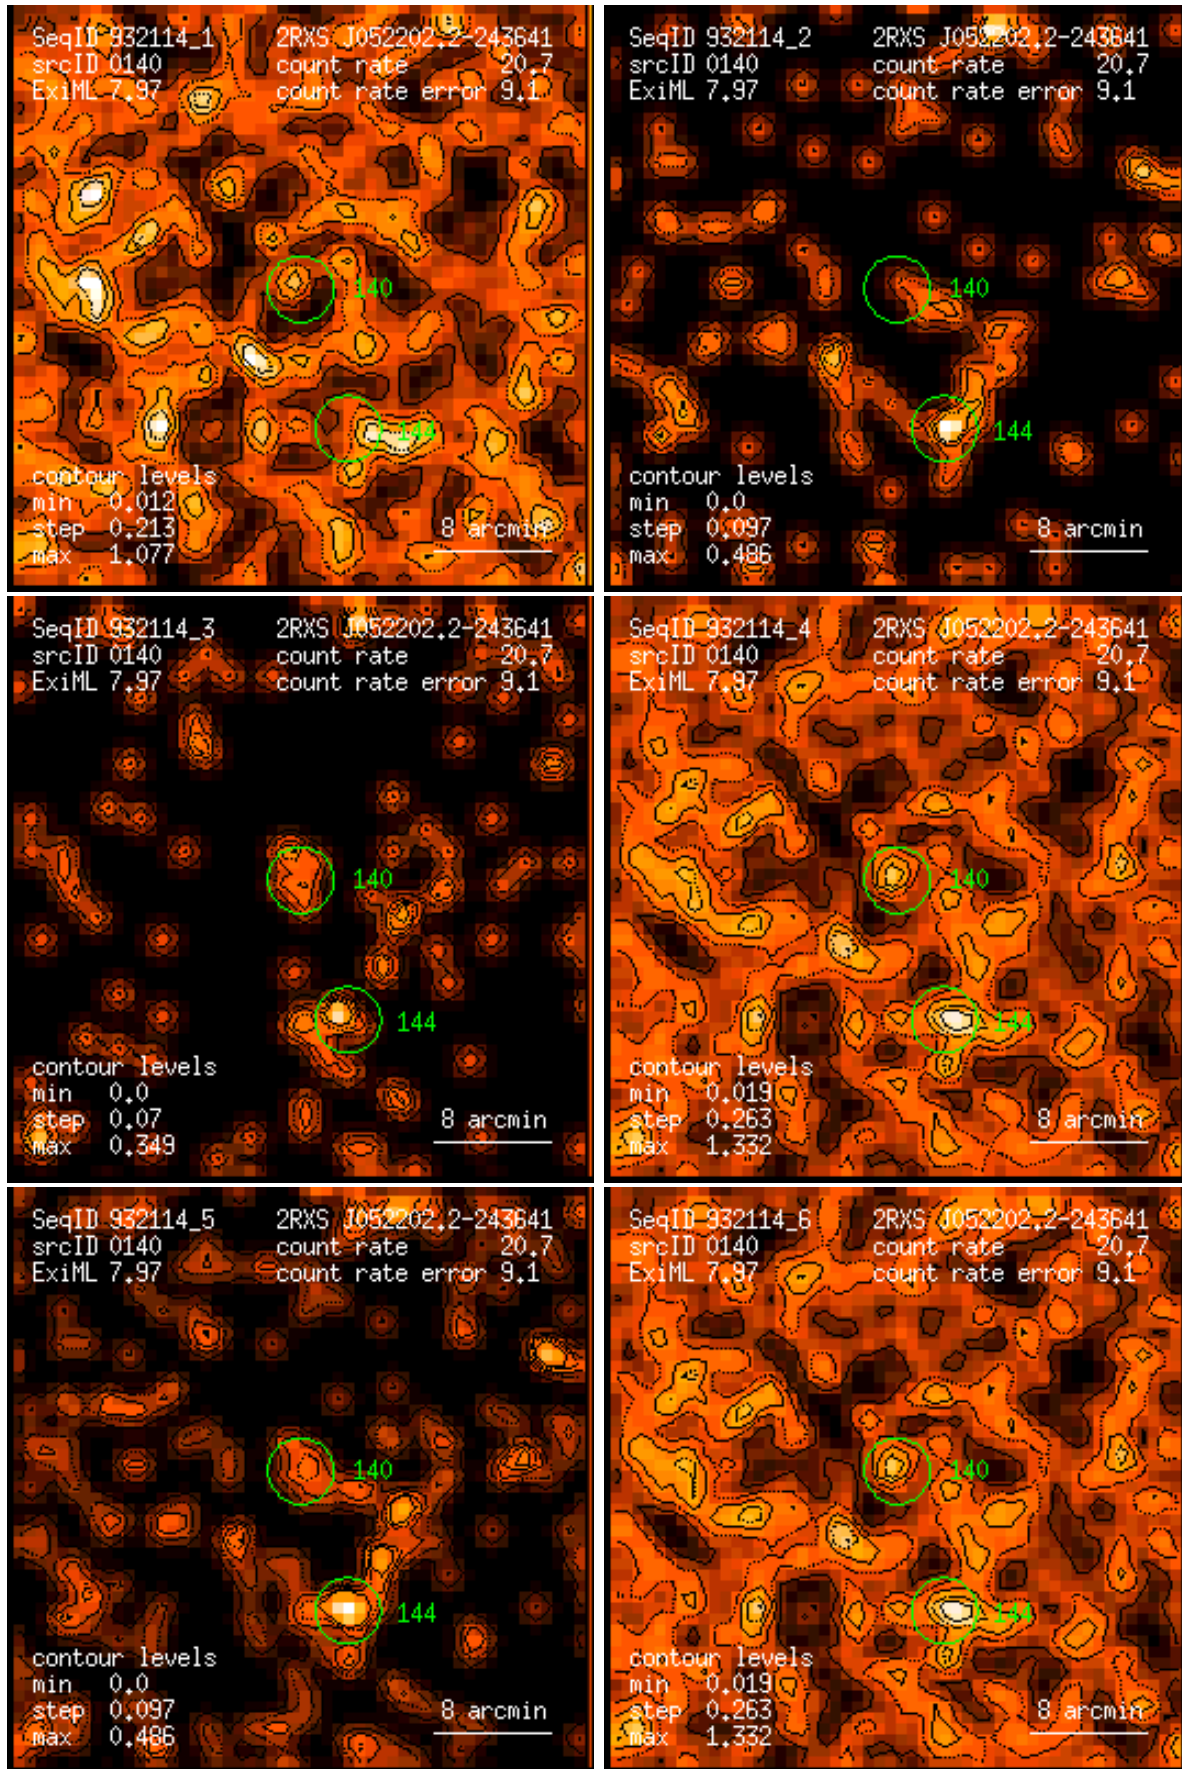 SeqID 932114_1 2RXS J052202.2-243641
srcID 0140 count rate 20.7
ExiML 7.97 count rate error 9.1
140
144
contour levels
min 0.012
step 0.213
max 1.077
8 arcmin
SeqID 932114_2 2RXS J052202.2-243641
srcID 0140 count rate 20.7
ExiML 7.97 count rate error 9.1
140
144
contour levels
min 0.0
step 0.097
max 0.486
8 arcmin
SeqID 932114_3 2RXS J052202.2-243641
srcID 0140 count rate 20.7
ExiML 7.97 count rate error 9.1
140
144
contour levels
min 0.0
step 0.07
max 0.349
8 arcmin
SeqID 932114_4 2RXS J052202.2-243641
srcID 0140 count rate 20.7
ExiML 7.97 count rate error 9.1
140
144
contour levels
min 0.019
step 0.263
max 1.332
8 arcmin
SeqID 932114_5 2RXS J052202.2-243641
srcID 0140 count rate 20.7
ExiML 7.97 count rate error 9.1
140
144
contour levels
min 0.0
step 0.097
max 0.486
8 arcmin
SeqID 932114_6 2RXS J052202.2-243641
srcID 0140 count rate 20.7
ExiML 7.97 count rate error 9.1
140
144
contour levels
min 0.019
step 0.263
max 1.332
8 arcmin